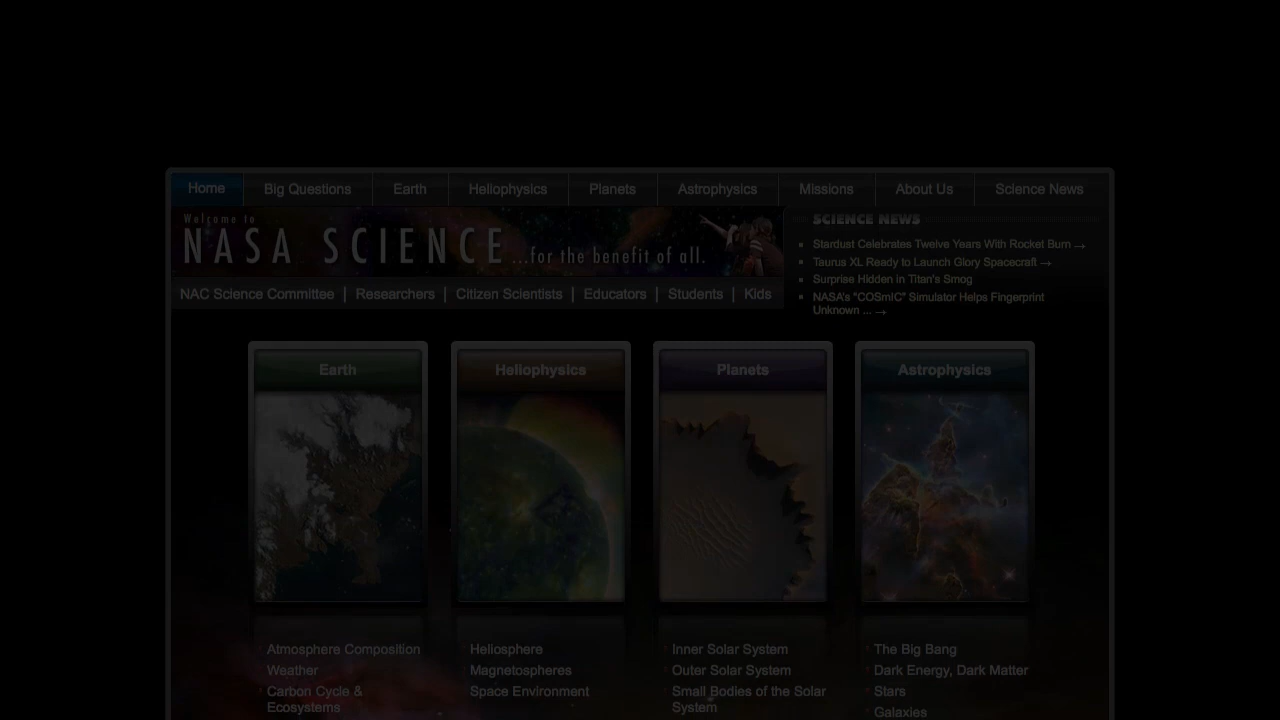 Home Big Questions Earth Heliophysics Planets Astrophysics Missions About Us Science News
Welcome to
NASA SCIENCE ...for the benefit of all.
NAC Science Committee | Researchers | Citizen Scientists | Educators | Students | Kids
SCIENCE NEWS
Stardust Celebrates Twelve Years With Rocket Burn →
Taurus XL Ready to Launch Glory Spacecraft →
Surprise Hidden in Titan's Smog
NASA's "COSmIC" Simulator Helps Fingerprint
Unknown ... →
Earth
Atmosphere Composition
Weather
Carbon Cycle &
Ecosystems
Heliophysics
Heliosphere
Magnetospheres
Space Environment
Planets
Inner Solar System
Outer Solar System
Small Bodies of the Solar
System
Astrophysics
The Big Bang
Dark Energy, Dark Matter
Stars
Galaxies